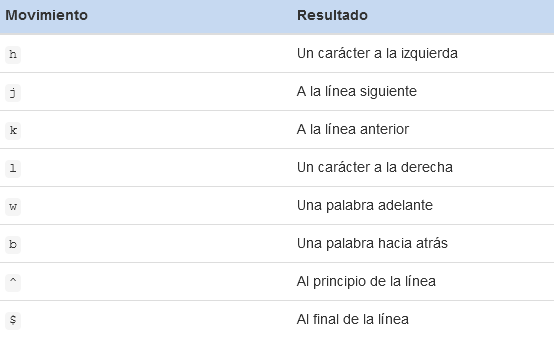 Movimiento Resultado
h Un carácter a la izquierda
j A la línea siguiente
k A la línea anterior
l Un carácter a la derecha
w Una palabra adelante
b Una palabra hacia atrás
^ Al principio de la línea
$ Al final de la línea